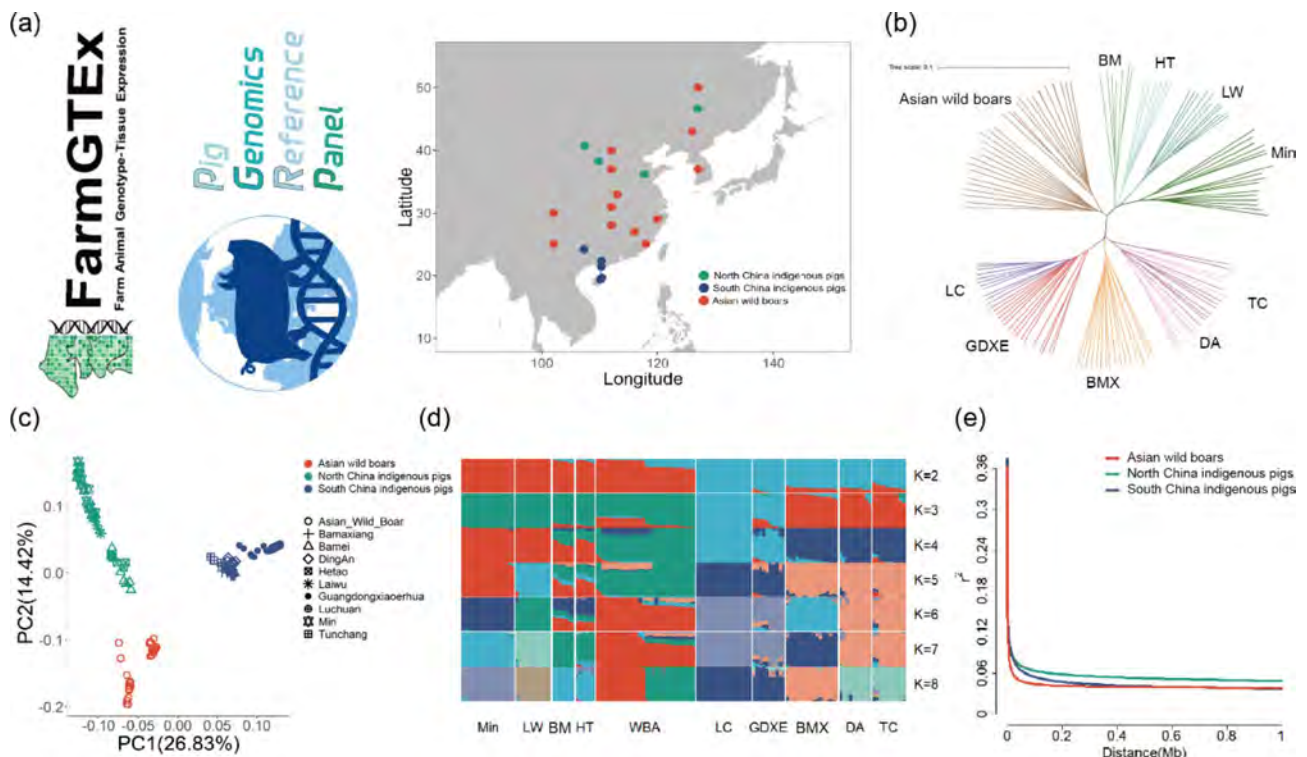 (a)
FarmGTEx
Farm Animal Genotype-Tissue Expression
Pig
Genomics
Reference
Panel
Latitude
50
40
30
20
10
North China indigenous pigs
South China indigenous pigs
Asian wild boars
100
120
140
Longitude
(b)
Tree scale: 0.1
Asian wild boars
BM
HT
LW
Min
LC
GDXE
BMX
DA
TC
(c)
PC2(14.42%)
0.1
0.0
-0.1
-0.2
-0.10
-0.05
0.00
0.05
0.10
PC1(26.83%)
Asian wild boars
North China indigenous pigs
South China indigenous pigs
Asian_Wild_Boar
Bamaxiang
Bamei
DingAn
Hetao
Laiwu
Guangdongxiaoerhua
Luchuan
Min
Tunchang
(d)
K=2
K=3
K=4
K=5
K=6
K=7
K=8
Min LW BM HT WBA LC GDXE BMX DA TC
(e)
r²
0.36
0.30
0.24
0.18
0.12
0.06
0
Asian wild boars
North China indigenous pigs
South China indigenous pigs
0 0.2 0.4 0.6 0.8 1
Distance(Mb)